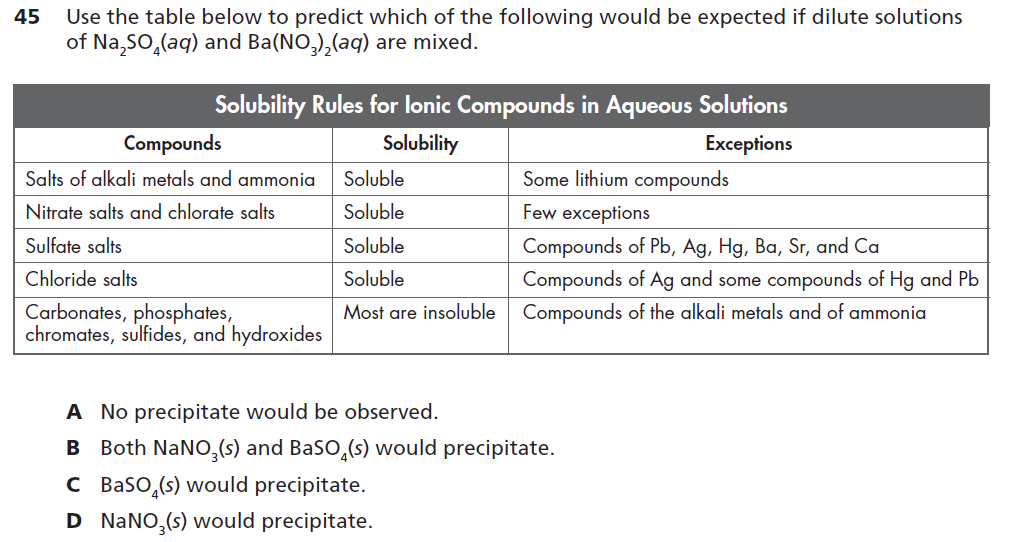 45 Use the table below to predict which of the following would be expected if dilute solutions
of Na₂SO₄(aq) and Ba(NO₃)₂(aq) are mixed.
Solubility Rules for Ionic Compounds in Aqueous Solutions
Compounds Solubility Exceptions
Salts of alkali metals and ammonia Soluble Some lithium compounds
Nitrate salts and chlorate salts Soluble Few exceptions
Sulfate salts Soluble Compounds of Pb, Ag, Hg, Ba, Sr, and Ca
Chloride salts Soluble Compounds of Ag and some compounds of Hg and Pb
Carbonates, phosphates, Most are insoluble Compounds of the alkali metals and of ammonia
chromates, sulfides, and hydroxides
A No precipitate would be observed.
B Both NaNO₃(s) and BaSO₄(s) would precipitate.
C BaSO₄(s) would precipitate.
D NaNO₃(s) would precipitate.